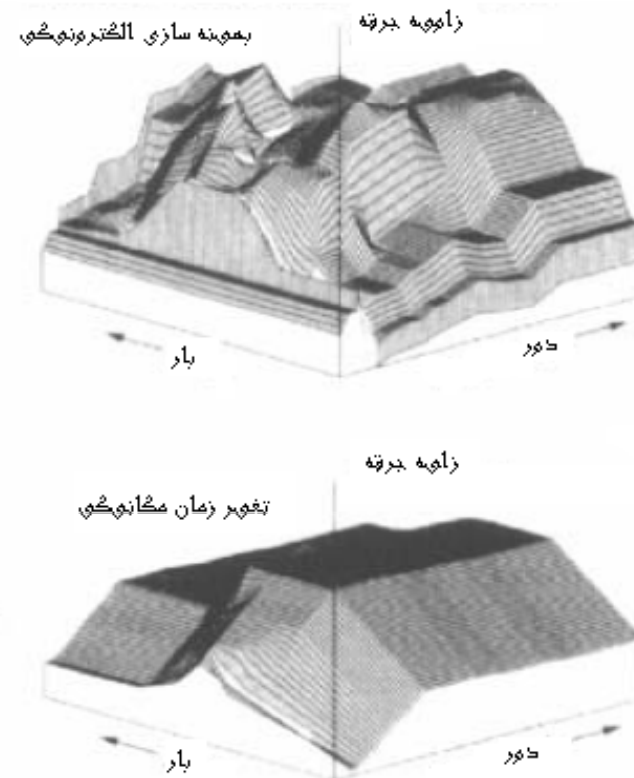 زاویه جرقه
بهینه سازی الکترونیکی
دور
بار
زاویه جرقه
تغییر زمان مکانیکی
دور
بار